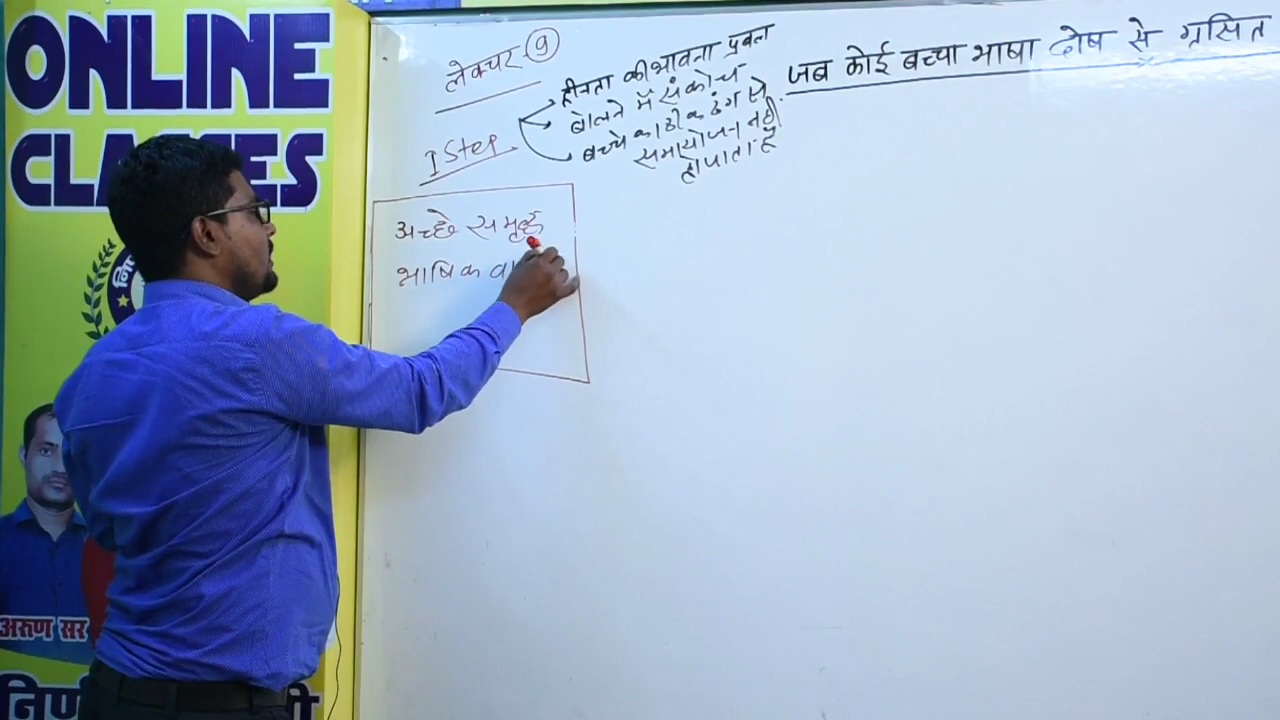 ONLINE
CLASSES
अरुण सर
लेक्चर-9
जब कोई बच्चा भाषा दोष से ग्रसित
I Step
हीनता की भावना प्रबल
बोलने में संकोच
बच्चे का ठीक ढंग से
समायोजन नही
हो पाता है
अच्छे समृद्ध
भाषिक